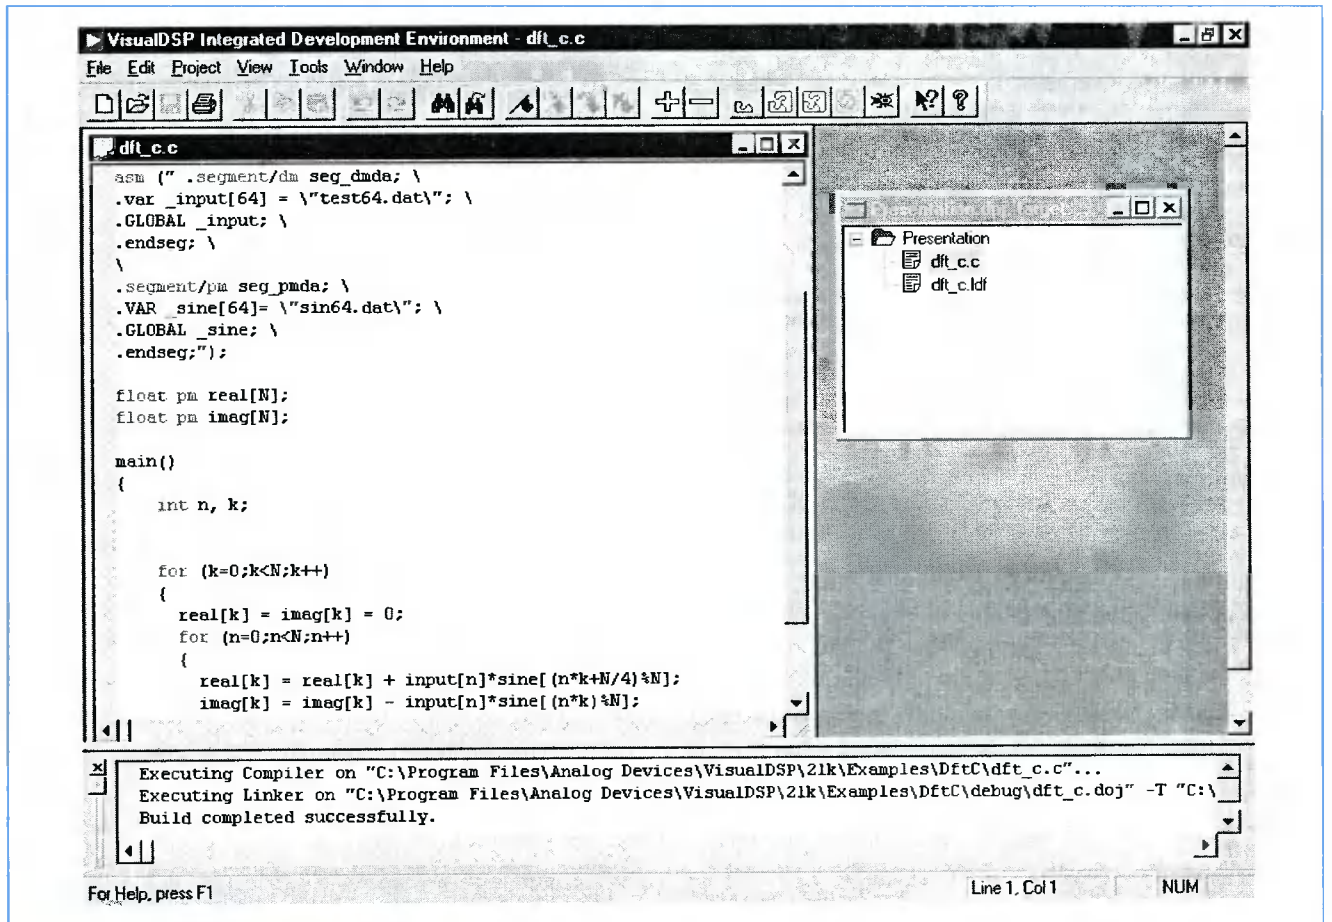 VisualDSP Integrated Development Environment - dft_c.c
File Edit Project View Tools Window Help
dft_c.c
asm (" .segment/dm seg_dmda; \
.var _input[64] = \"test64.dat\"; \
.GLOBAL _input; \
.endseg; \
\
.segment/pm seg_pmda; \
.VAR _sine[64]= \"sin64.dat\"; \
.GLOBAL _sine; \
.endseg;");
float pm real[N];
float pm imag[N];
main()
{
int n, k;
for (k=0;k<N;k++)
{
real[k] = imag[k] = 0;
for (n=0;n<N;n++)
{
real[k] = real[k] + input[n]*sine[(n*k+N/4)%N];
imag[k] = imag[k] - input[n]*sine[(n*k)%N];
Presentation
dft_c.c
dft_c.ldf
Executing Compiler on "C:\Program Files\Analog Devices\VisualDSP\21k\Examples\DftC\dft_c.c"...
Executing Linker on "C:\Program Files\Analog Devices\VisualDSP\21k\Examples\DftC\debug\dft_c.doj" -T "C:\
Build completed successfully.
For Help, press F1
Line 1, Col 1
NUM